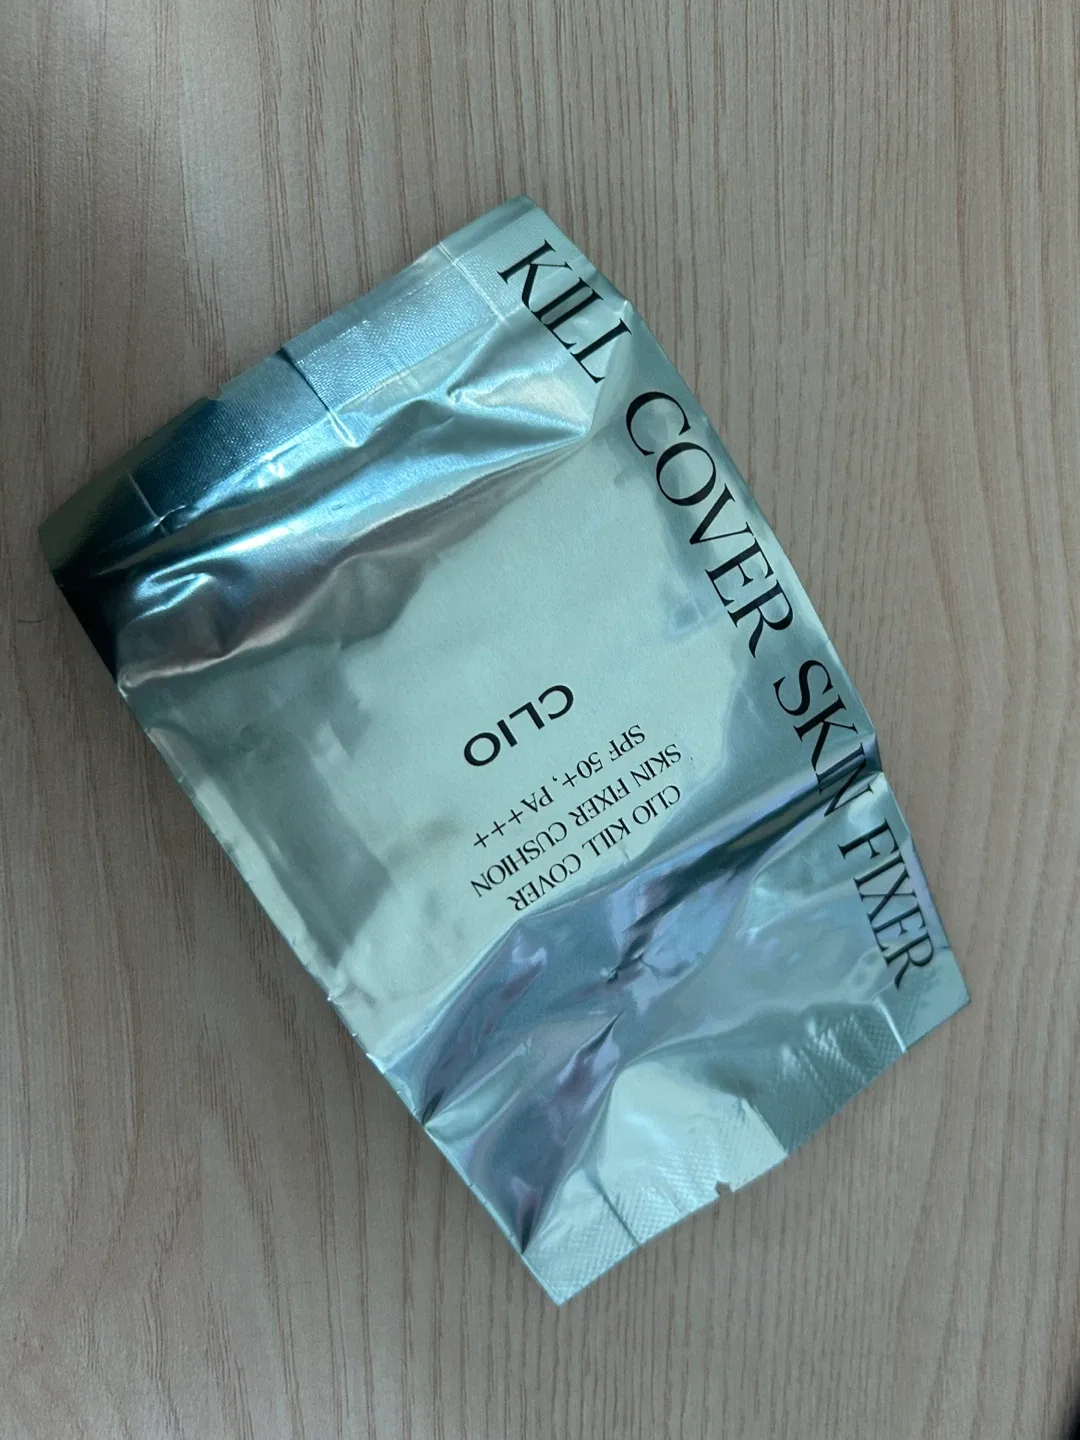 KILL COVER SKIN FIXER
CLIO KILL COVER
SKIN FIXER CUSHION
SPF 50+, PA+++
CLIO